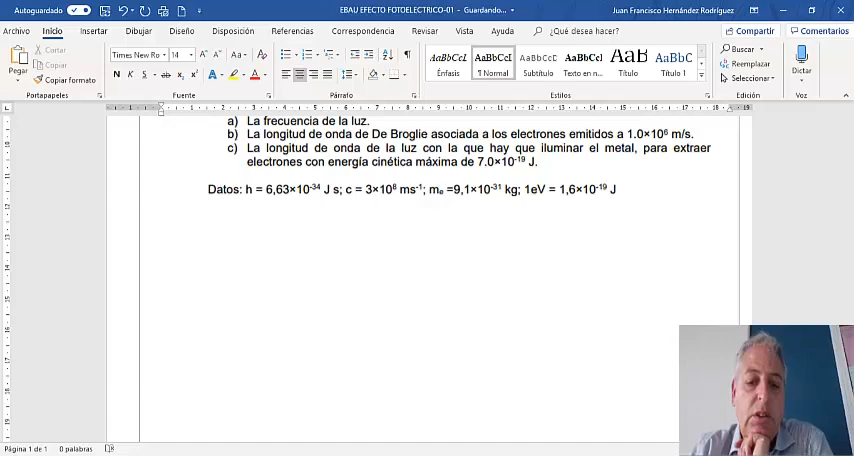 Autoguardado EBAU EFECTO FOTOELECTRICO-01 - Guardando... Juan Francisco Hernández Rodríguez
Archivo Inicio Insertar Dibujar Diseño Disposición Referencias Correspondencia Revisar Vista Ayuda ¿Qué desea hacer? Compartir Comentarios
Pegar
Cortar
Copiar
Copiar formato
Portapapeles
Times New Ro 14
N K S
Fuente
Párrafo
AaBbCcL AaBbCcI AaBbCcD AaBbCcl AaB AaBbC
Énfasis ¶ Normal Subtítulo Texto en n... Título Título 1
Estilos
Buscar
Reemplazar
Seleccionar
Edición
Dictar
Voz
a) La frecuencia de la luz.
b) La longitud de onda de De Broglie asociada a los electrones emitidos a 1.0×10⁶ m/s.
c) La longitud de onda de la luz con la que hay que iluminar el metal, para extraer
electrones con energía cinética máxima de 7.0×10⁻¹⁹ J.
Datos: h = 6,63×10⁻³⁴ J s; c = 3×10⁸ ms⁻¹; mₑ =9,1×10⁻³¹ kg; 1eV = 1,6×10⁻¹⁹ J
Página 1 de 1 0 palabras